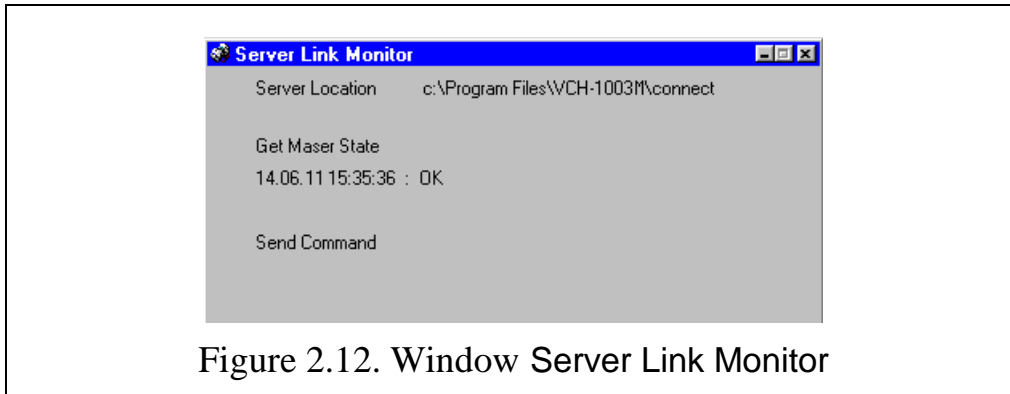 Server Link Monitor
Server Location c:\Program Files\VCH-1003M\connect
Get Maser State
14.06.11 15:35:36 : OK
Send Command
Figure 2.12. Window Server Link Monitor